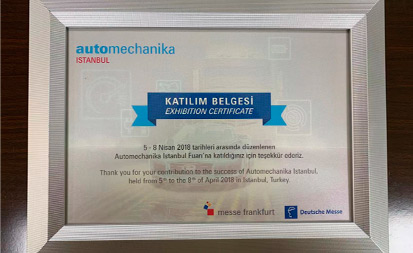 automechanika
ISTANBUL
KATILIM BELGESİ
EXHIBITION CERTIFICATE
5 - 8 Nisan 2018 tarihleri arasında düzenlenen
Automechanika Istanbul Fuarı'na katıldığınız için teşekkür ederiz.
Thank you for your contribution to the success of Automechanika Istanbul,
held from 5th to the 8th of April 2018 in Istanbul, Turkey.
messe frankfurt
Deutsche Messe